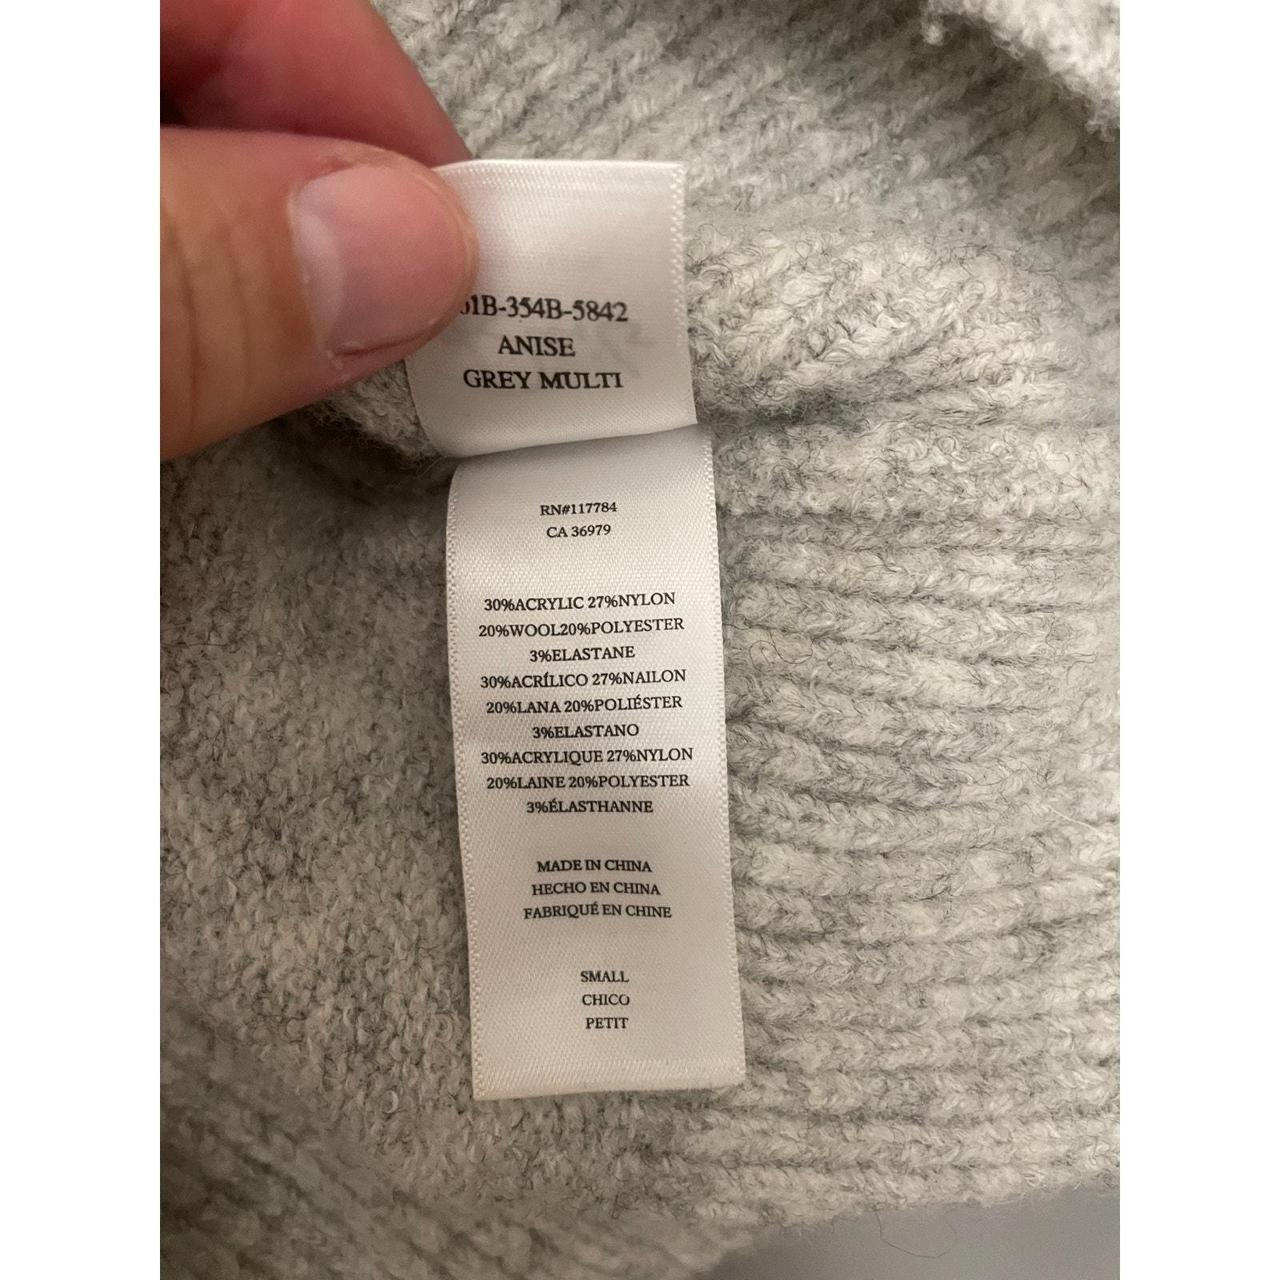 1B-354B-5842
ANISE
GREY MULTI
RN#117784
CA 36979
30%ACRYLIC 27%NYLON
20%WOOL20%POLYESTER
3%ELASTANE
30%ACRÍLICO 27%NAILON
20%LANA 20%POLIÉSTER
3%ELASTANO
30%ACRYLIQUE 27%NYLON
20%LAINE 20%POLYESTER
3%ÉLASTHANNE
MADE IN CHINA
HECHO EN CHINA
FABRIQUÉ EN CHINE
SMALL
CHICO
PETIT